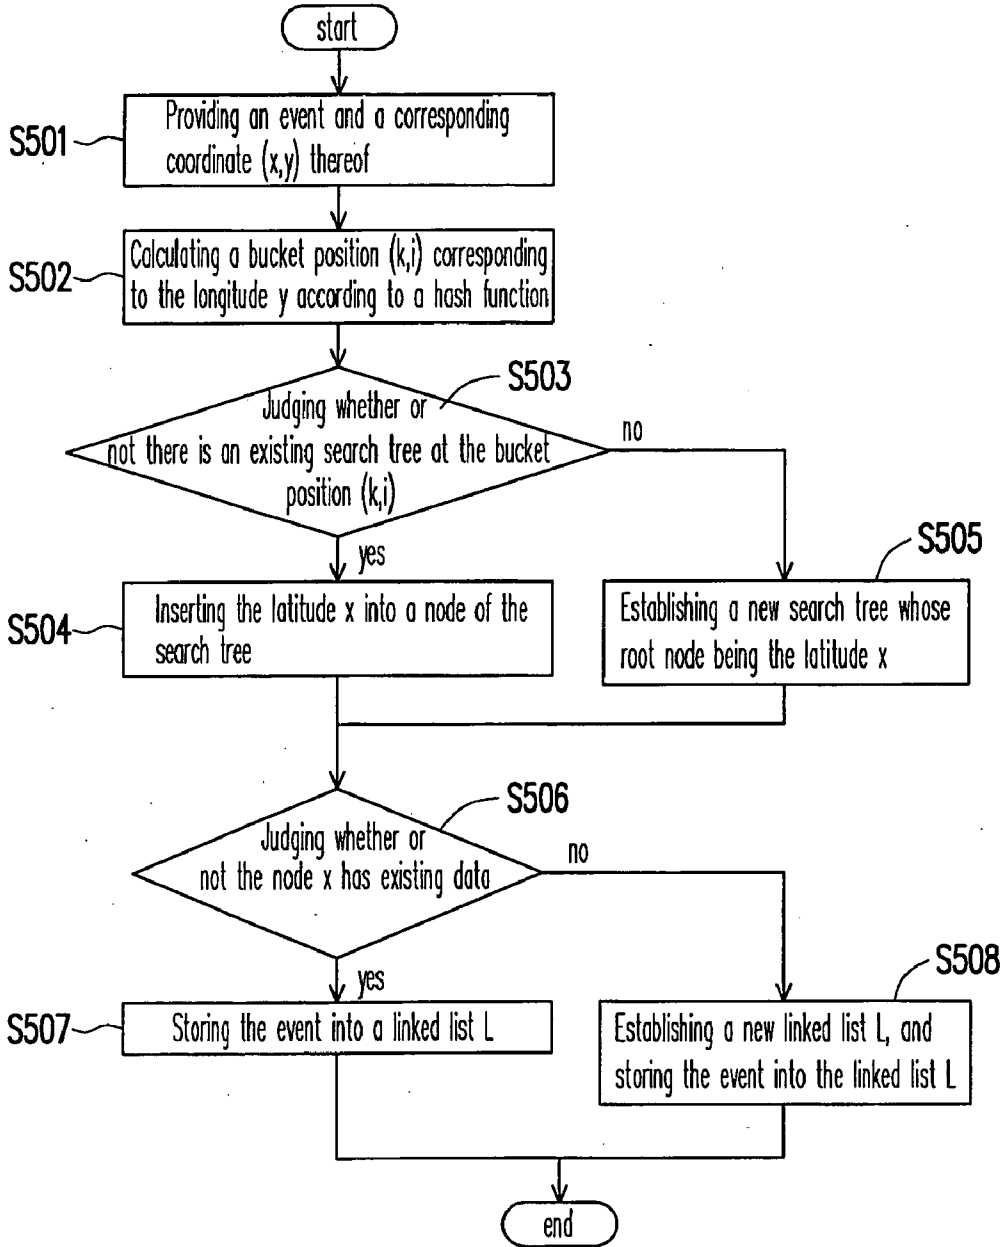 start
S501
Providing an event and a corresponding
coordinate (x,y) thereof
S502
Calculating a bucket position (k,i) corresponding
to the longitude y according to a hash function
S503
Judging whether or
not there is an existing search tree at the bucket
position (k,i)
no
yes
S504
Inserting the latitude x into a node of the
search tree
S505
Establishing a new search tree whose
root node being the latitude x
S506
Judging whether or
not the node x has existing data
no
yes
S507
Storing the event into a linked list L
S508
Establishing a new linked list L, and
storing the event into the linked list L
end